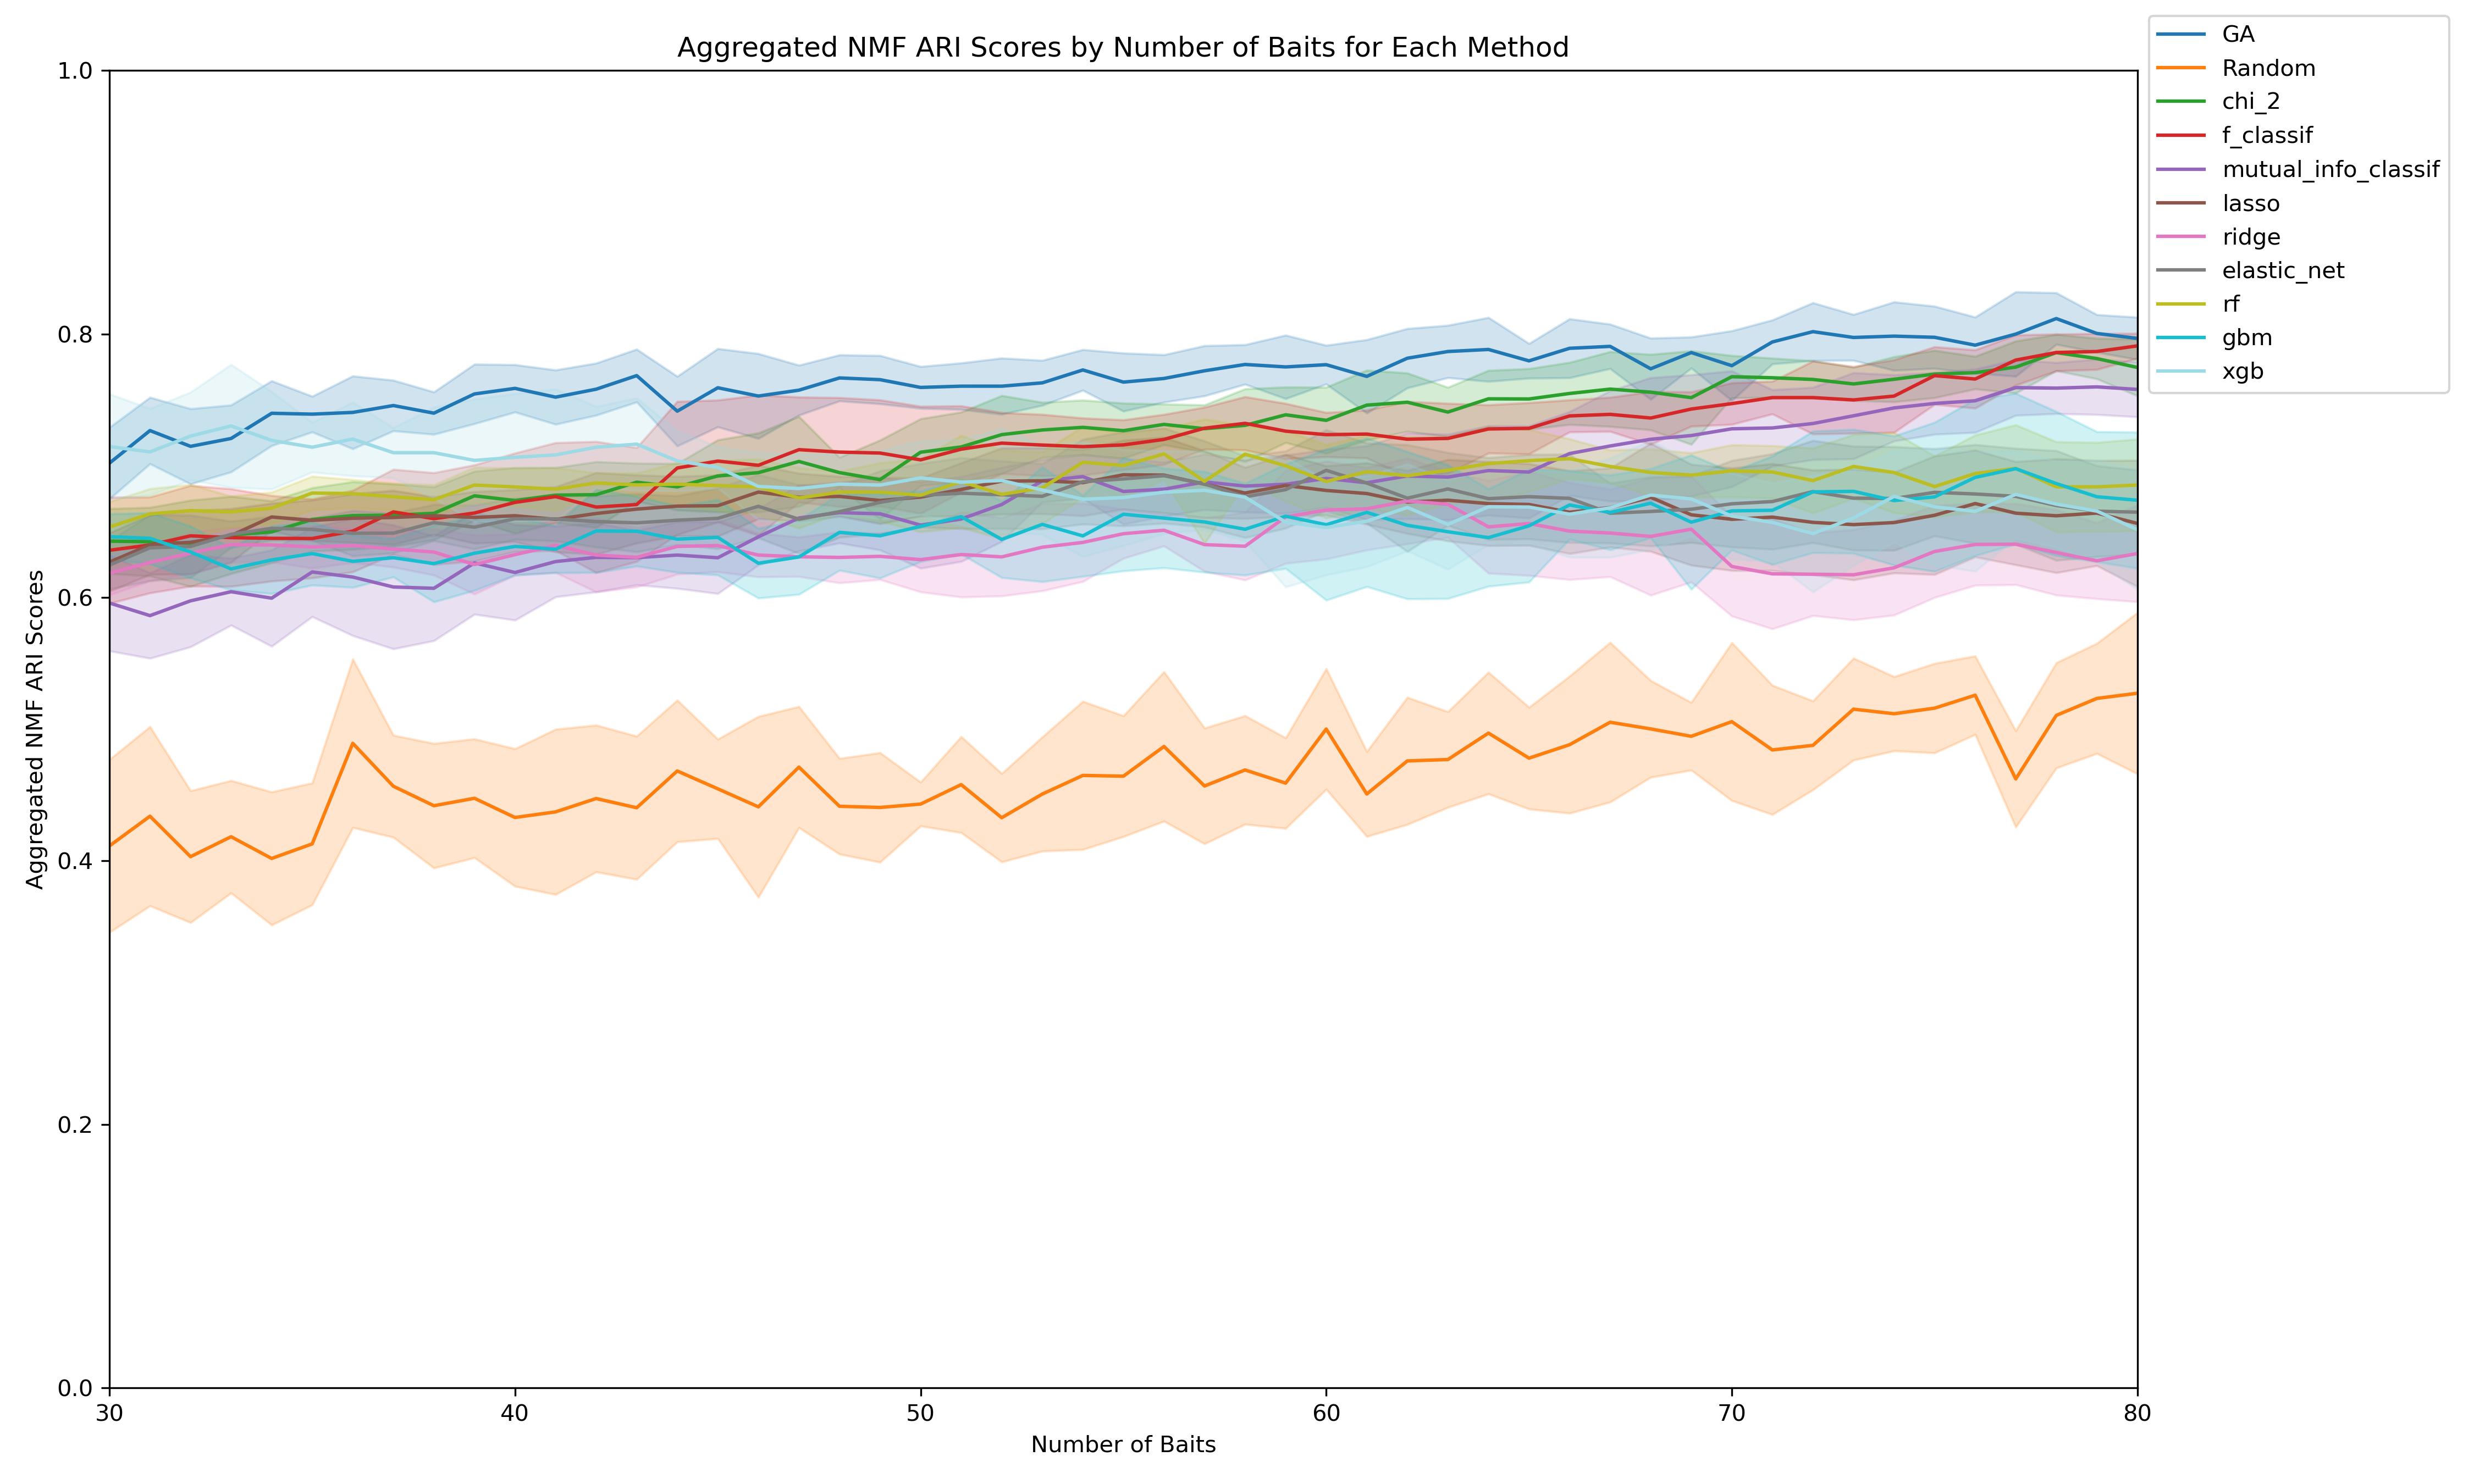 Aggregated NMF ARI Scores by Number of Baits for Each Method
GA
Random
chi_2
f_classif
mutual_info_classif
lasso
ridge
elastic_net
rf
gbm
xgb
Aggregated NMF ARI Scores
1.0
0.8
0.6
0.4
0.2
0.0
30 40 50 60 70 80
Number of Baits